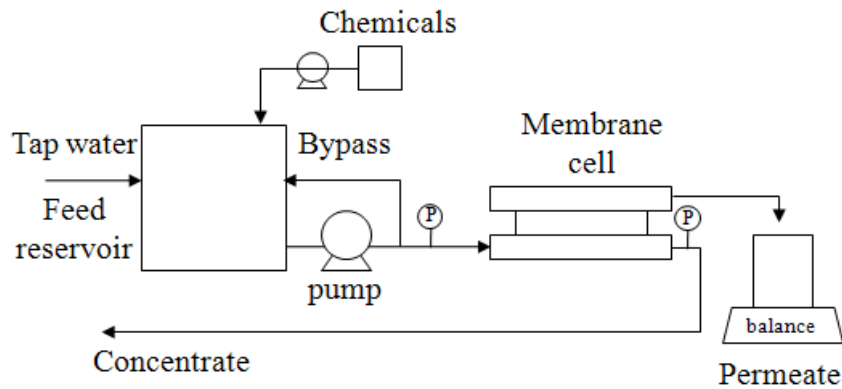 Chemicals
Tap water
Bypass
Membrane
cell
Feed
reservoir
P
P
pump
balance
Concentrate
Permeate